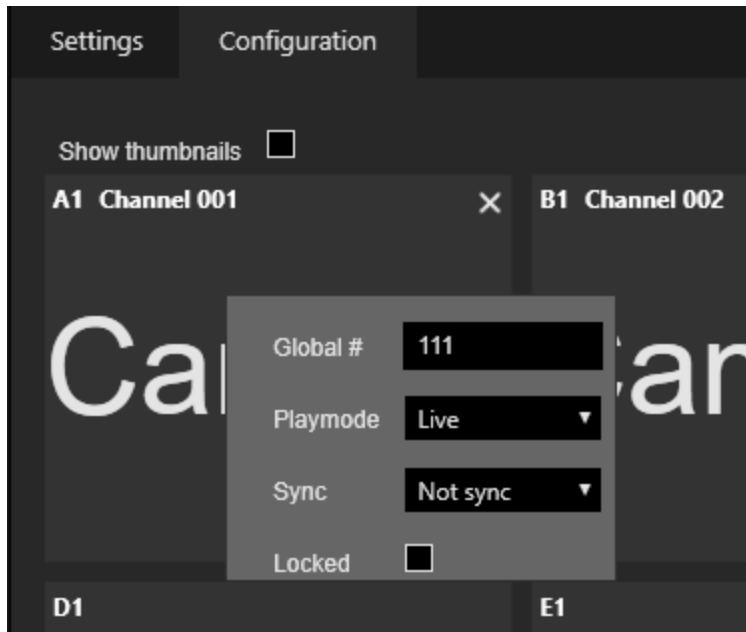 Settings Configuration
Show thumbnails
A1 Channel 001 B1 Channel 002
Global # 111
Playmode Live
Sync Not sync
Locked
D1 E1